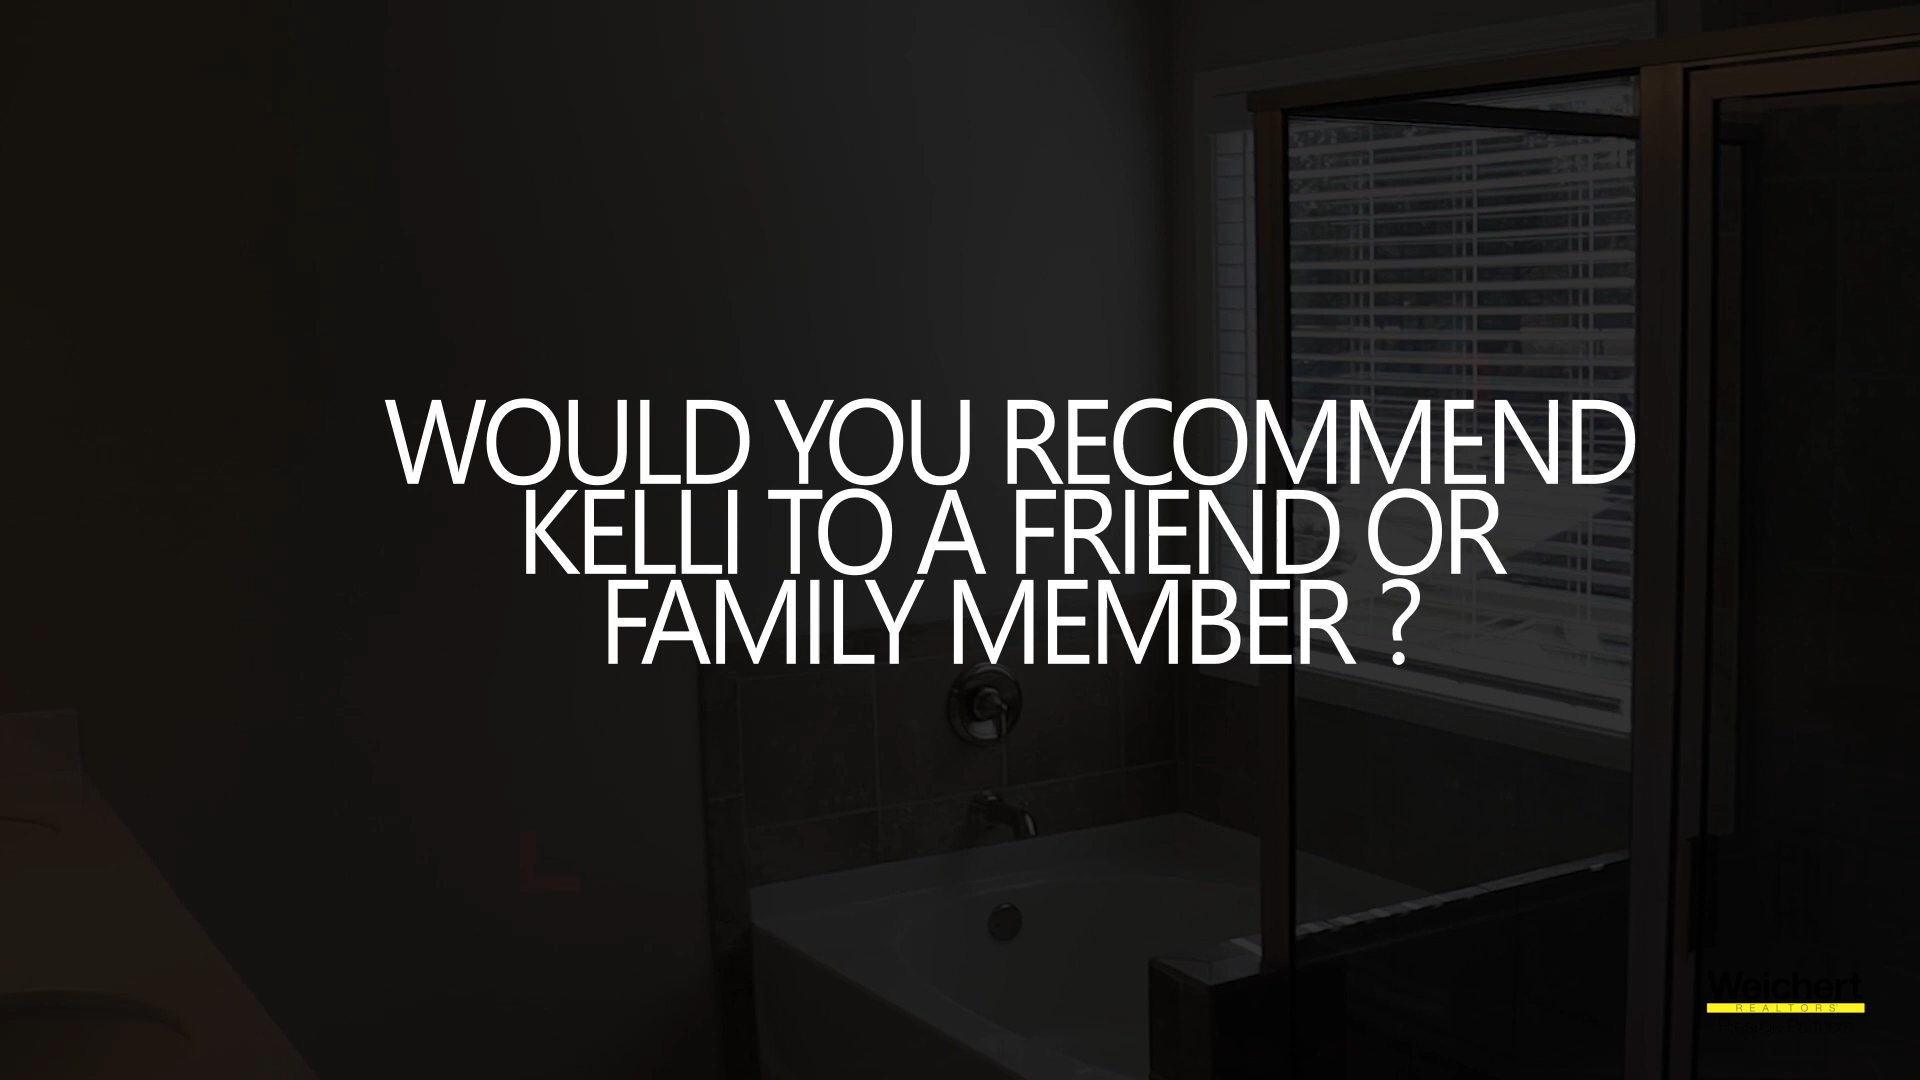 WOULD YOU RECOMMEND
KELLI TO A FRIEND OR
FAMILY MEMBER ?
Weichert
REALTORS